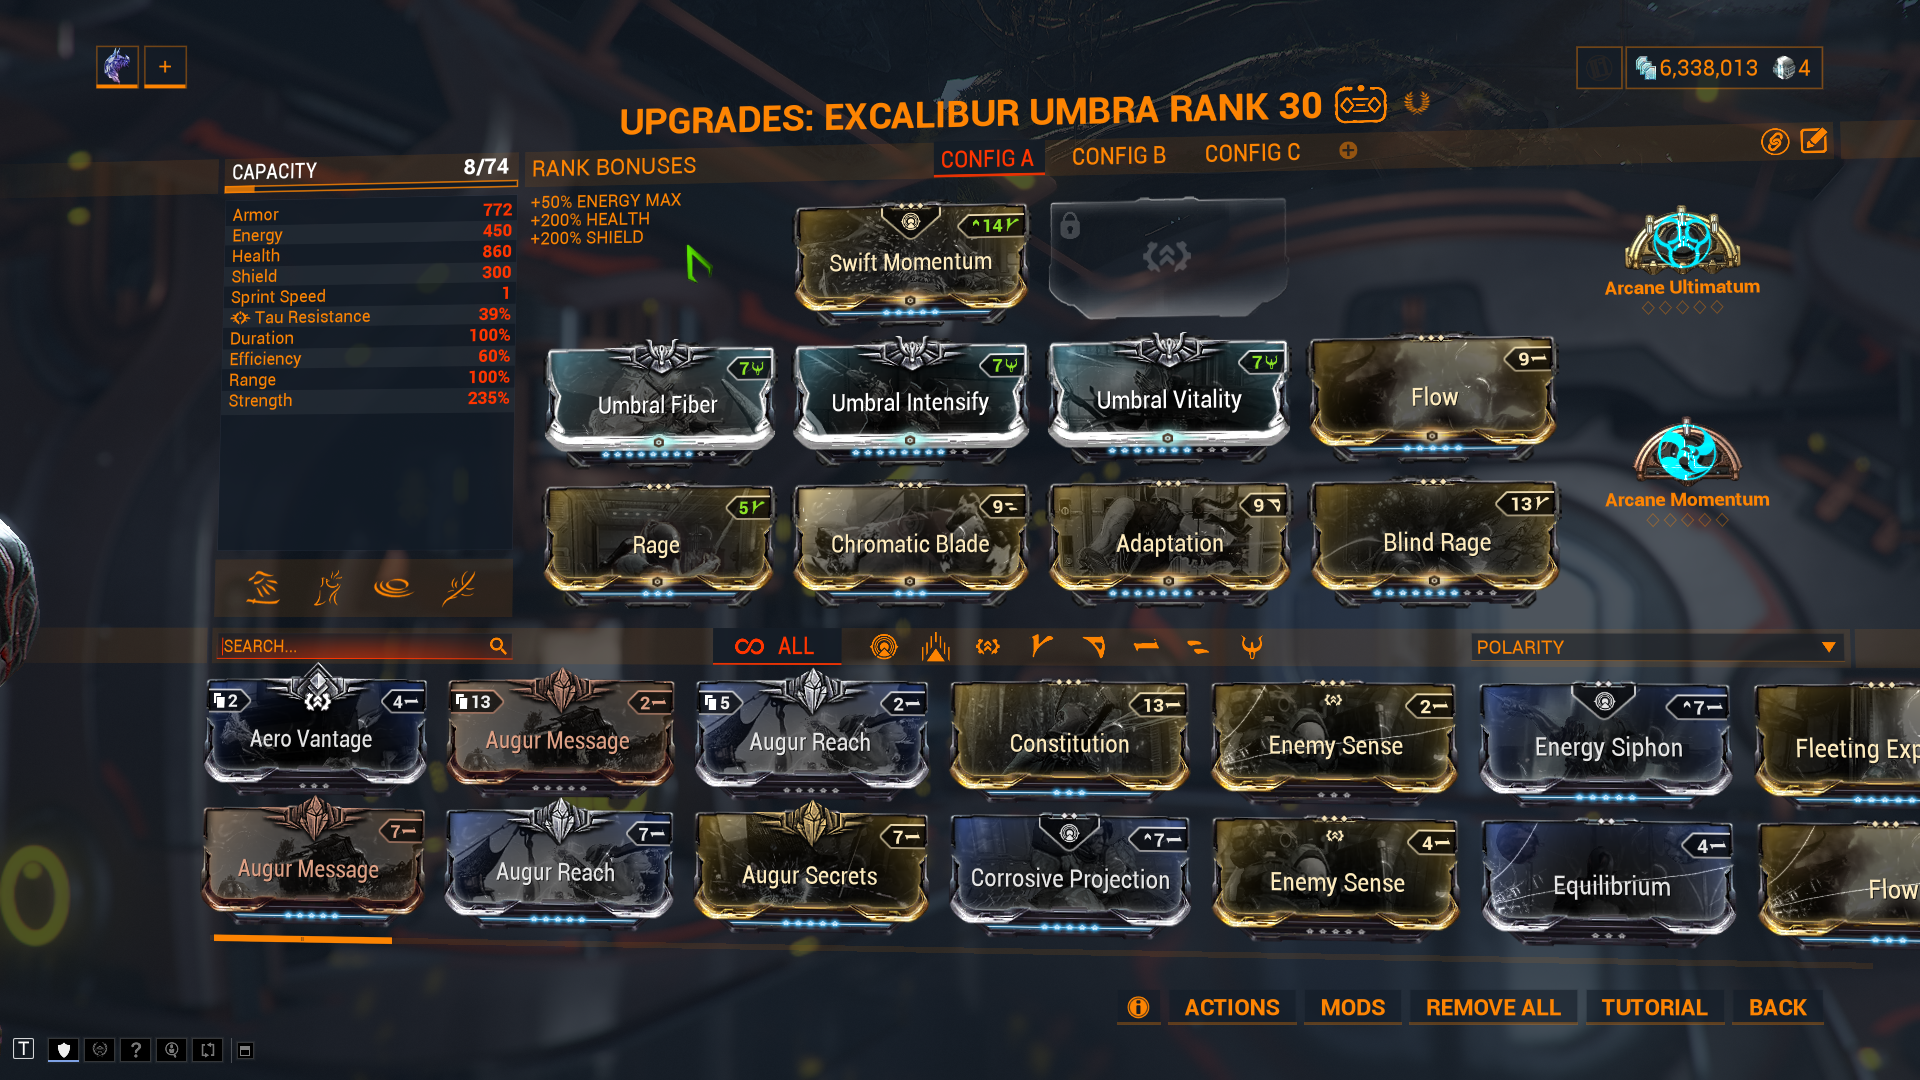 +
6,338,013 4
UPGRADES: EXCALIBUR UMBRA RANK 30
CONFIG A CONFIG B CONFIG C
CAPACITY 8/74
RANK BONUSES
+50% ENERGY MAX
+200% HEALTH
+200% SHIELD
Armor 772
Energy 450
Health 860
Shield 300
Sprint Speed 1
Tau Resistance 39%
Duration 100%
Efficiency 60%
Range 100%
Strength 235%
14
Swift Momentum
Arcane Ultimatum
7 7 7 9
Umbral Fiber Umbral Intensify Umbral Vitality Flow
5 9 9 13
Rage Chromatic Blade Adaptation Blind Rage
Arcane Momentum
SEARCH...
ALL
POLARITY
2 4 13 2 5 2 13 2 7
Aero Vantage Augur Message Augur Reach Constitution Enemy Sense Energy Siphon Fleeting Exp
7 7 7 7 4 4
Augur Message Augur Reach Augur Secrets Corrosive Projection Enemy Sense Equilibrium Flow
ACTIONS MODS REMOVE ALL TUTORIAL BACK
T ?